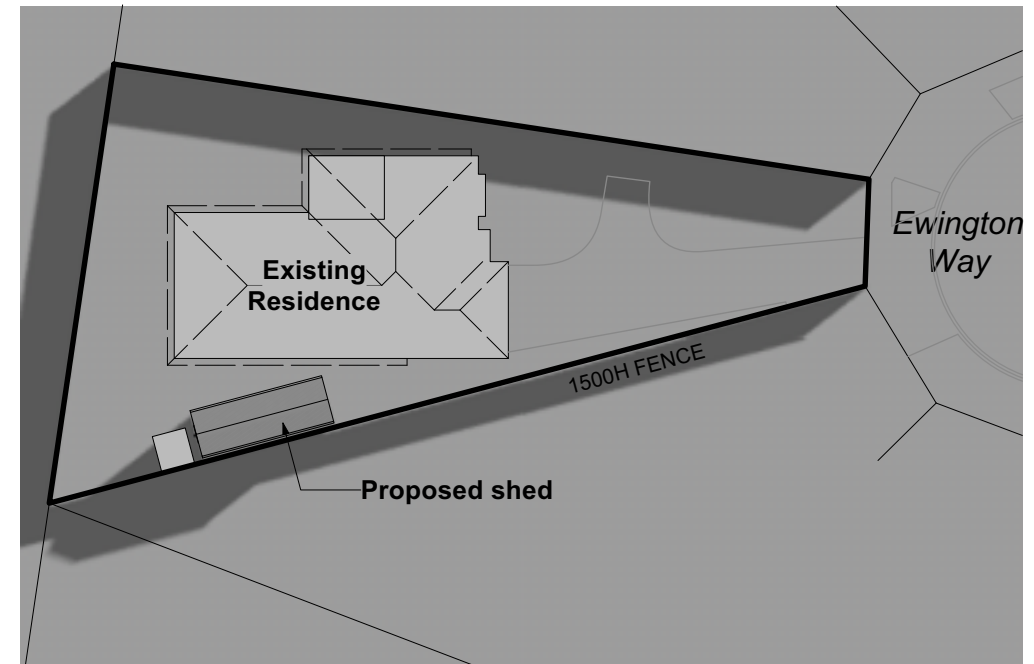 Ewington
Way
Existing
Residence
1500H FENCE
Proposed shed